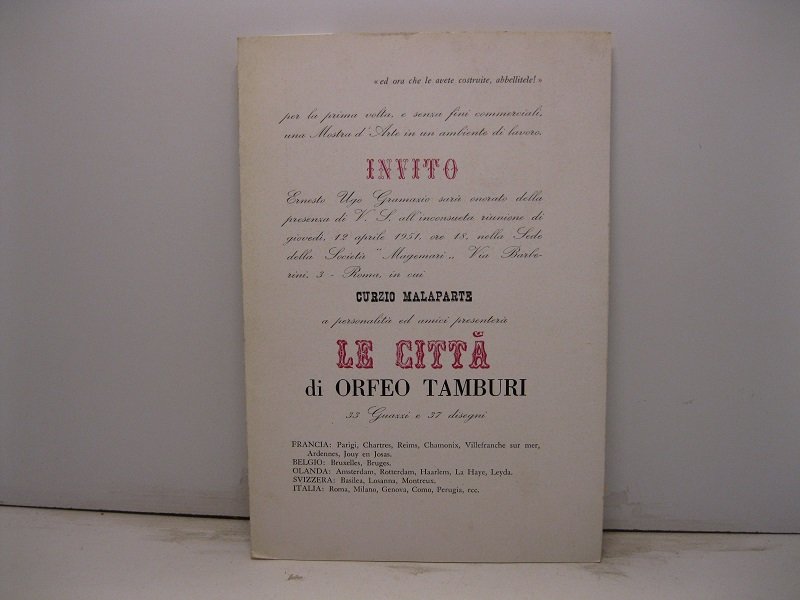 « ed ora che le avete costruite, abbellitele! »
per la prima volta, e senza fini commerciali,
una Mostra d'Arte in un ambiente di lavoro.
INVITO
Ernesto Ugo Gramazio sarà onorato della
presenza di V. S. all'inconsueta riunione di
giovedì, 12 aprile 1951, ore 18, nella Sede
della Società "Magemari„ Via Barbe-
rini, 3 - Roma, in cui
CURZIO MALAPARTE
a personalità ed amici presenterà
LE CITTÀ
di ORFEO TAMBURI
33 Guazzi e 37 disegni
FRANCIA: Parigi, Chartres, Reims, Chamonix, Villefranche sur mer,
Ardennes, Jouy en Josas.
BELGIO: Bruxelles, Bruges.
OLANDA: Amsterdam, Rotterdam, Haarlem, La Haye, Leyda.
SVIZZERA: Basilea, Losanna, Montreux.
ITALIA: Roma, Milano, Genova, Como, Perugia, ecc.